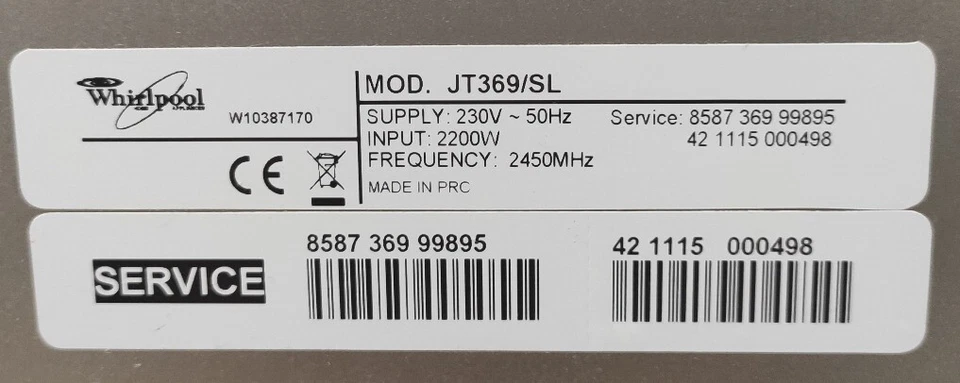 Whirlpool
W10387170
MOD. JT369/SL
SUPPLY: 230V ~ 50Hz
INPUT: 2200W
FREQUENCY: 2450MHz
MADE IN PRC
Service: 8587 369 99895
42 1115 000498
CE
SERVICE
8587 369 99895
42 1115 000498